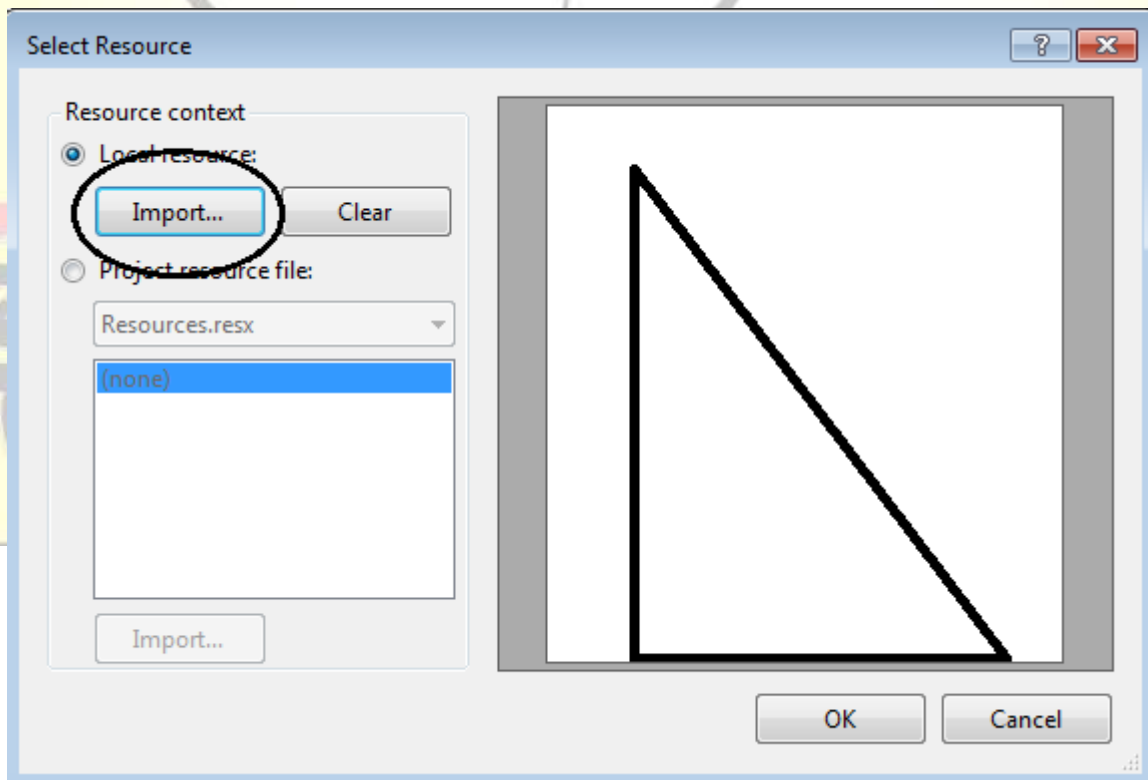 Select Resource
Resource context
Local resource:
Import... Clear
Project resource file:
Resources.resx
(none)
Import...
OK Cancel